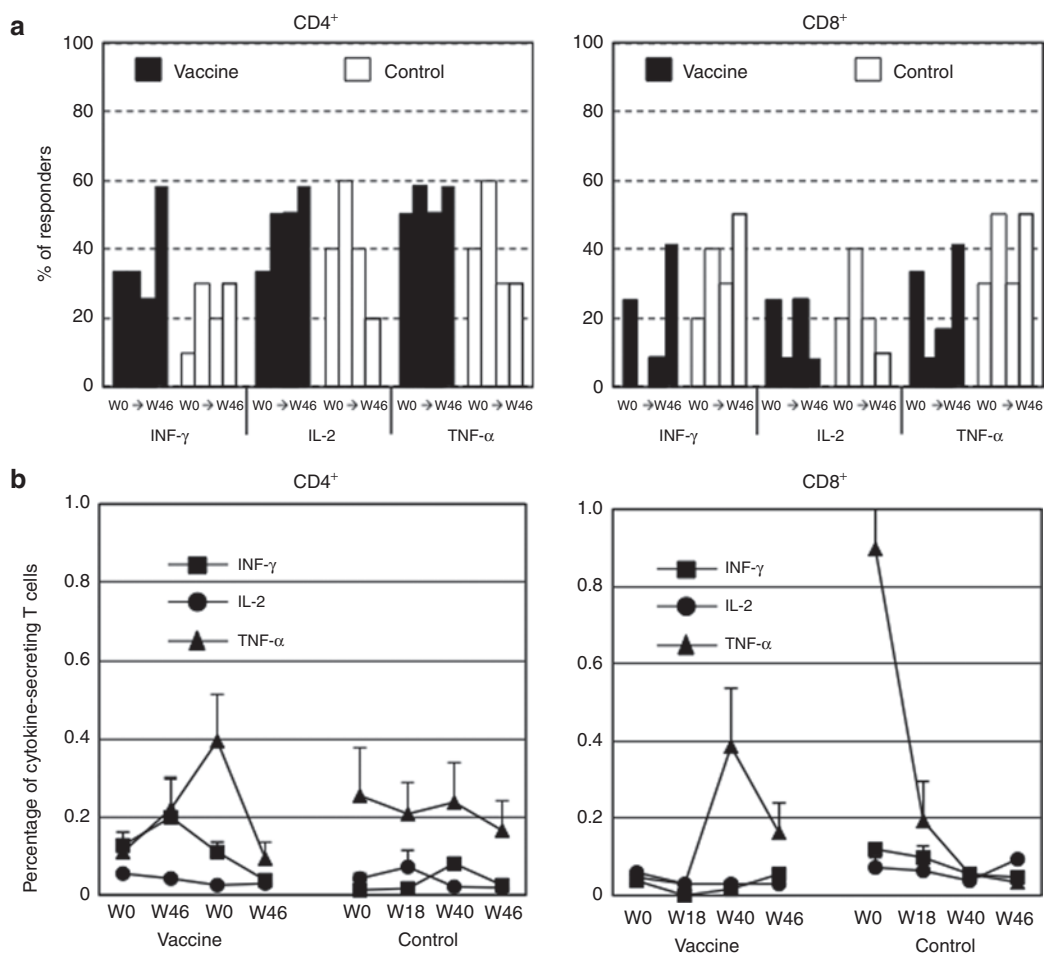 a
CD4⁺
CD8⁺
% of responders
100
80
60
40
20
0
Vaccine
Control
W0 → W46 W0 → W46 W0 → W46 W0 → W46 W0 → W46 W0 → W46
INF-γ IL-2 TNF-α
100
80
60
40
20
0
Vaccine
Control
W0 → W46 W0 → W46 W0 → W46 W0 → W46 W0 → W46 W0 → W46
INF-γ IL-2 TNF-α
b
CD4⁺
CD8⁺
Percentage of cytokine-secreting T cells
1.0
0.8
0.6
0.4
0.2
0
INF-γ
IL-2
TNF-α
W0 W46 W0 W46 W0 W18 W40 W46
Vaccine Control
1.0
0.8
0.6
0.4
0.2
0
INF-γ
IL-2
TNF-α
W0 W18 W40 W46 W0 W18 W40 W46
Vaccine Control